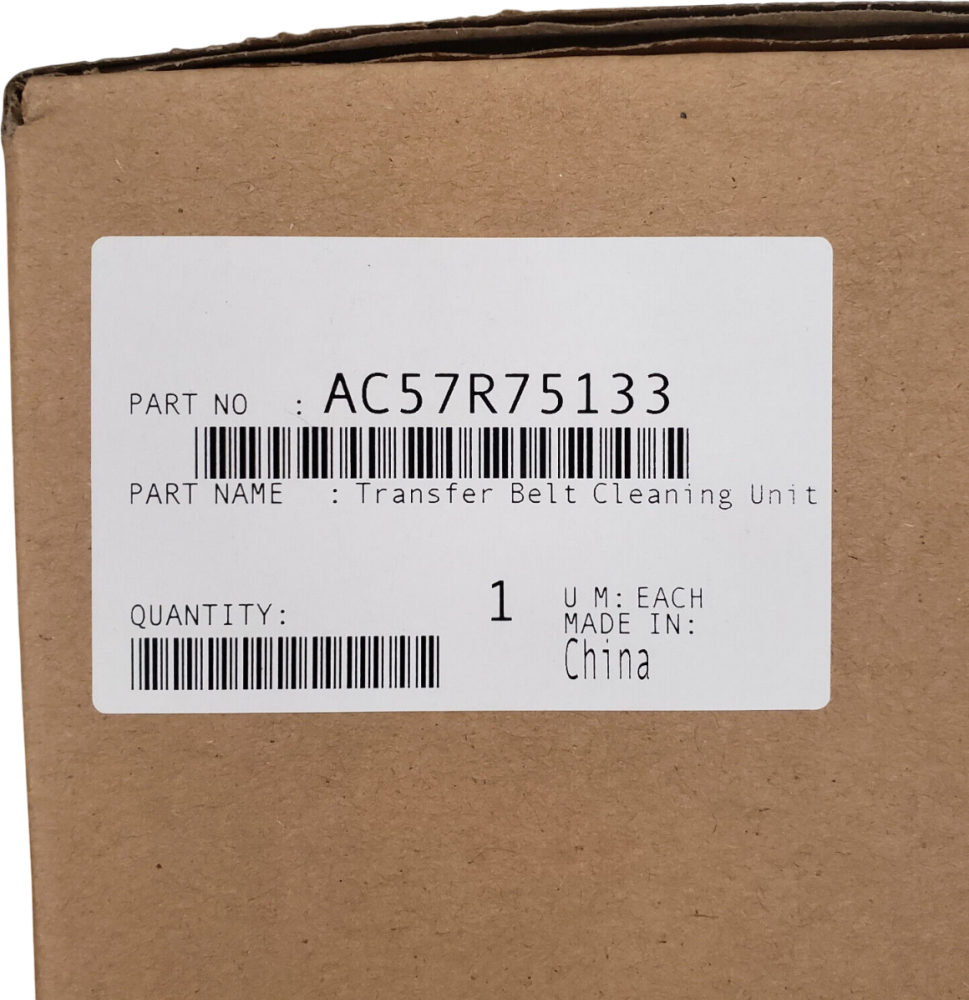 PART NO : AC57R75133
PART NAME : Transfer Belt Cleaning Unit
QUANTITY: 1
U M: EACH
MADE IN:
China